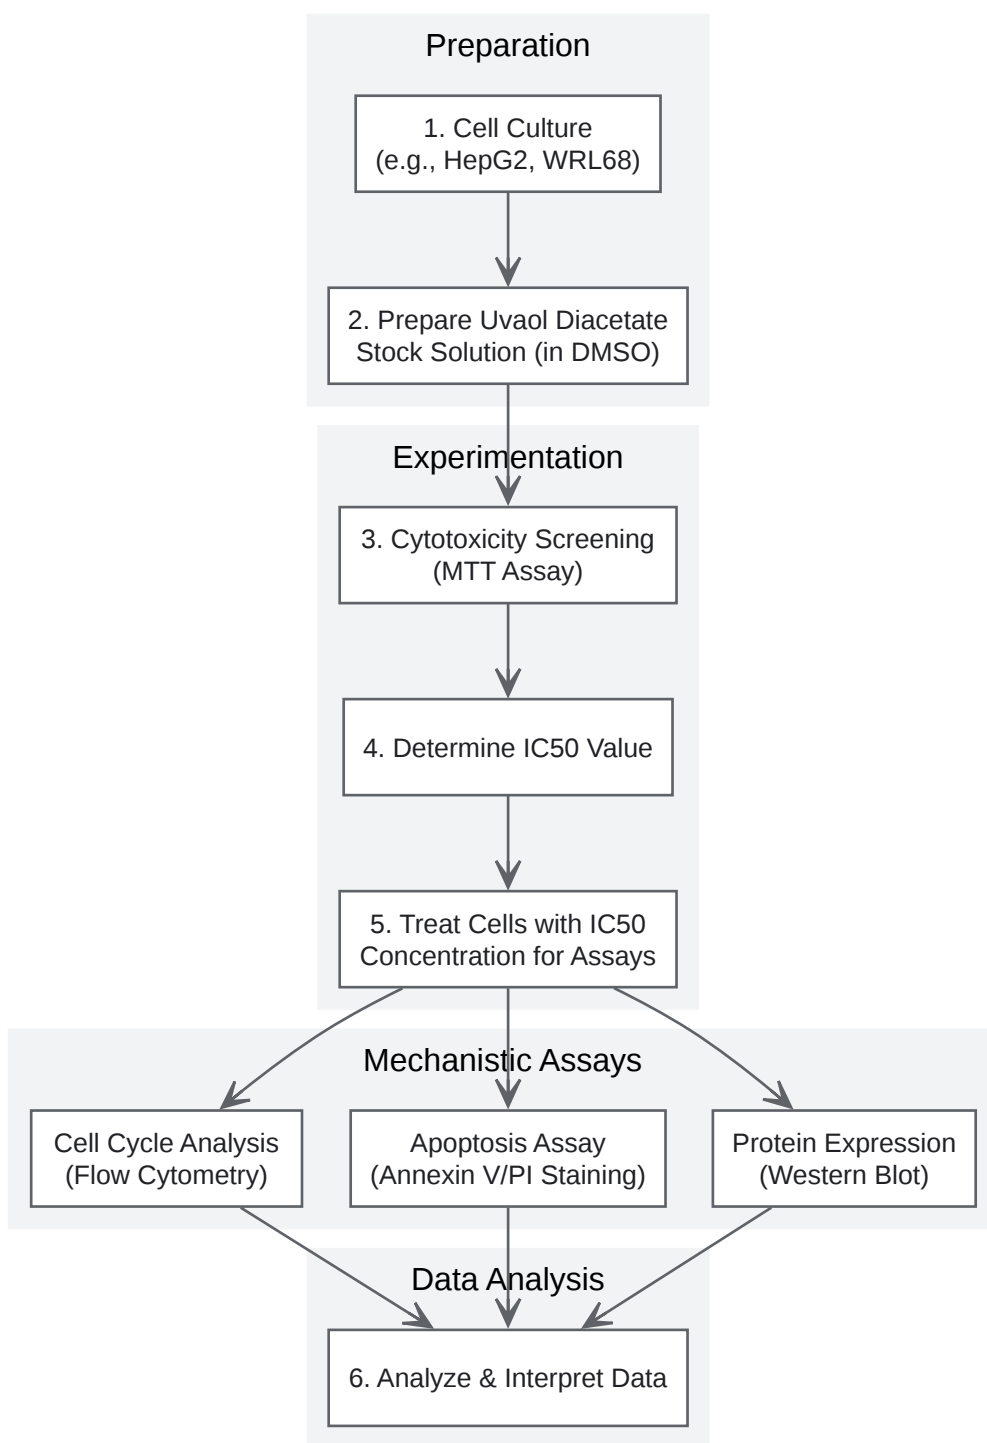 Preparation
1. Cell Culture
(e.g., HepG2, WRL68)
2. Prepare Uvaol Diacetate
Stock Solution (in DMSO)
Experimentation
3. Cytotoxicity Screening
(MTT Assay)
4. Determine IC50 Value
5. Treat Cells with IC50
Concentration for Assays
Mechanistic Assays
Cell Cycle Analysis
(Flow Cytometry)
Apoptosis Assay
(Annexin V/PI Staining)
Protein Expression
(Western Blot)
Data Analysis
6. Analyze & Interpret Data